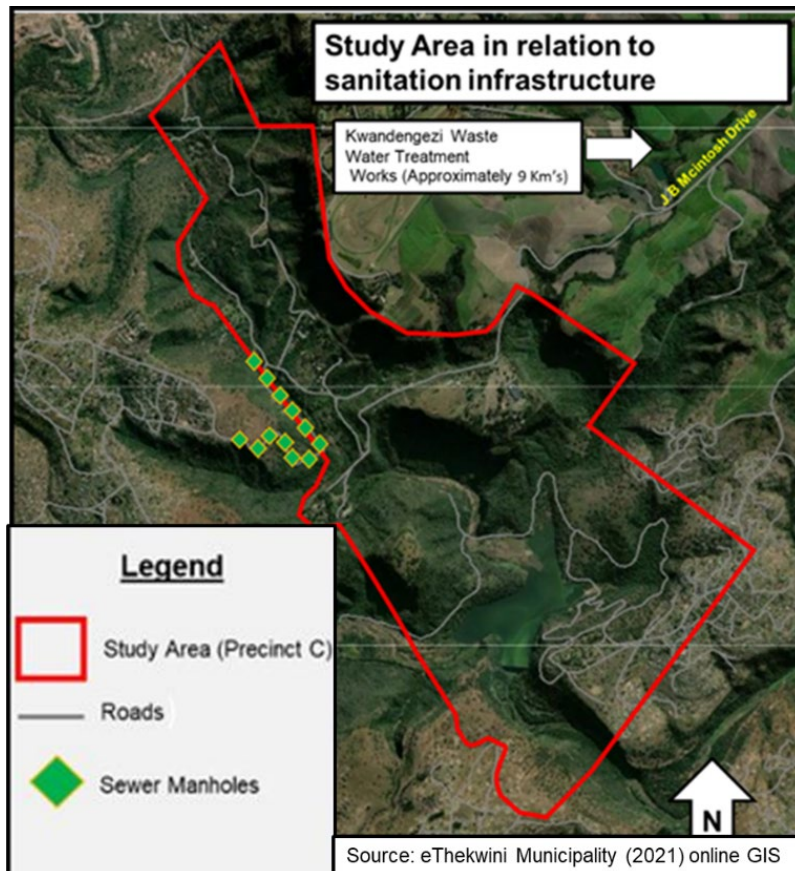 Study Area in relation to
sanitation infrastructure
Kwandengezi Waste
Water Treatment
Works (Approximately 9 Km's)
J B Mcintosh Drive
Legend
Study Area (Precinct C)
Roads
Sewer Manholes
N
Source: eThekwini Municipality (2021) online GIS